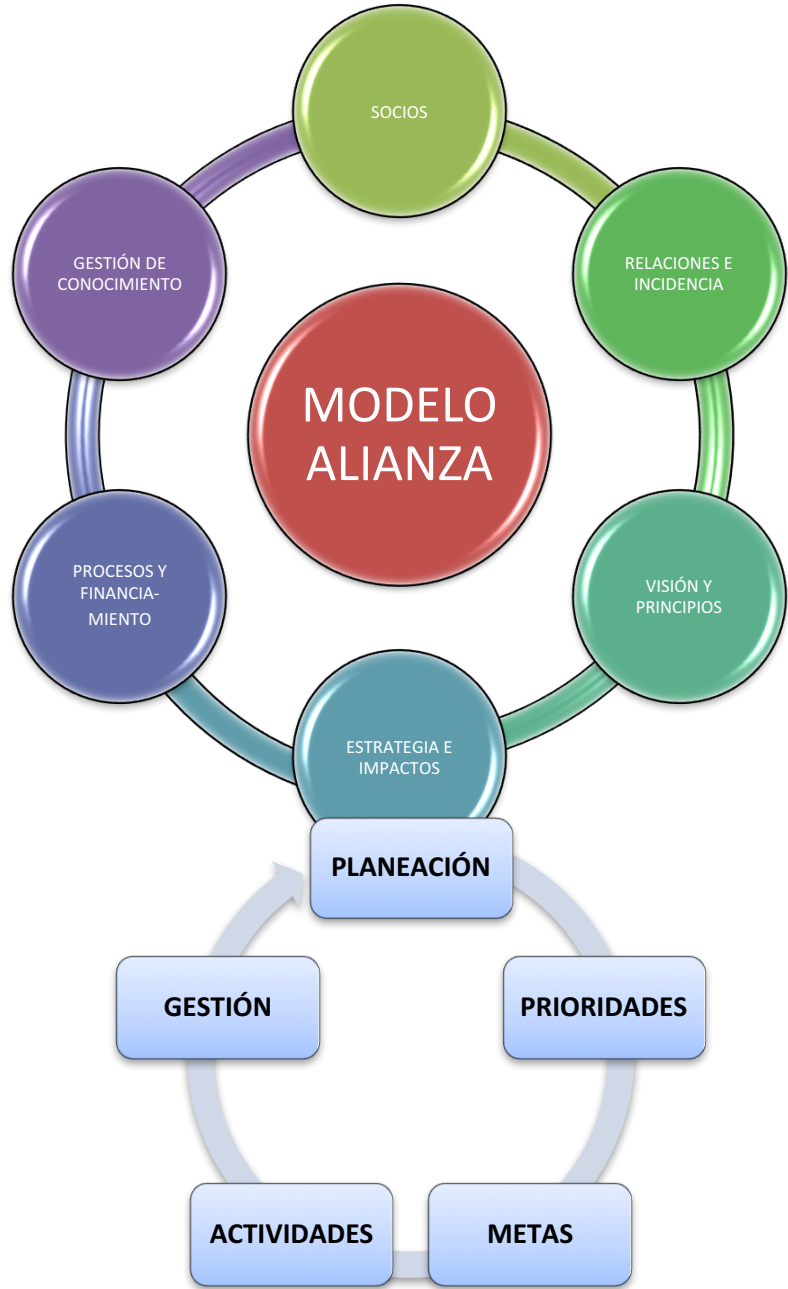 SOCIOS
GESTIÓN DE
CONOCIMIENTO
RELACIONES E
INCIDENCIA
MODELO
ALIANZA
PROCESOS Y
FINANCIA-
MIENTO
VISIÓN Y
PRINCIPIOS
ESTRATEGIA E
IMPACTOS
PLANEACIÓN
GESTIÓN
PRIORIDADES
ACTIVIDADES
METAS